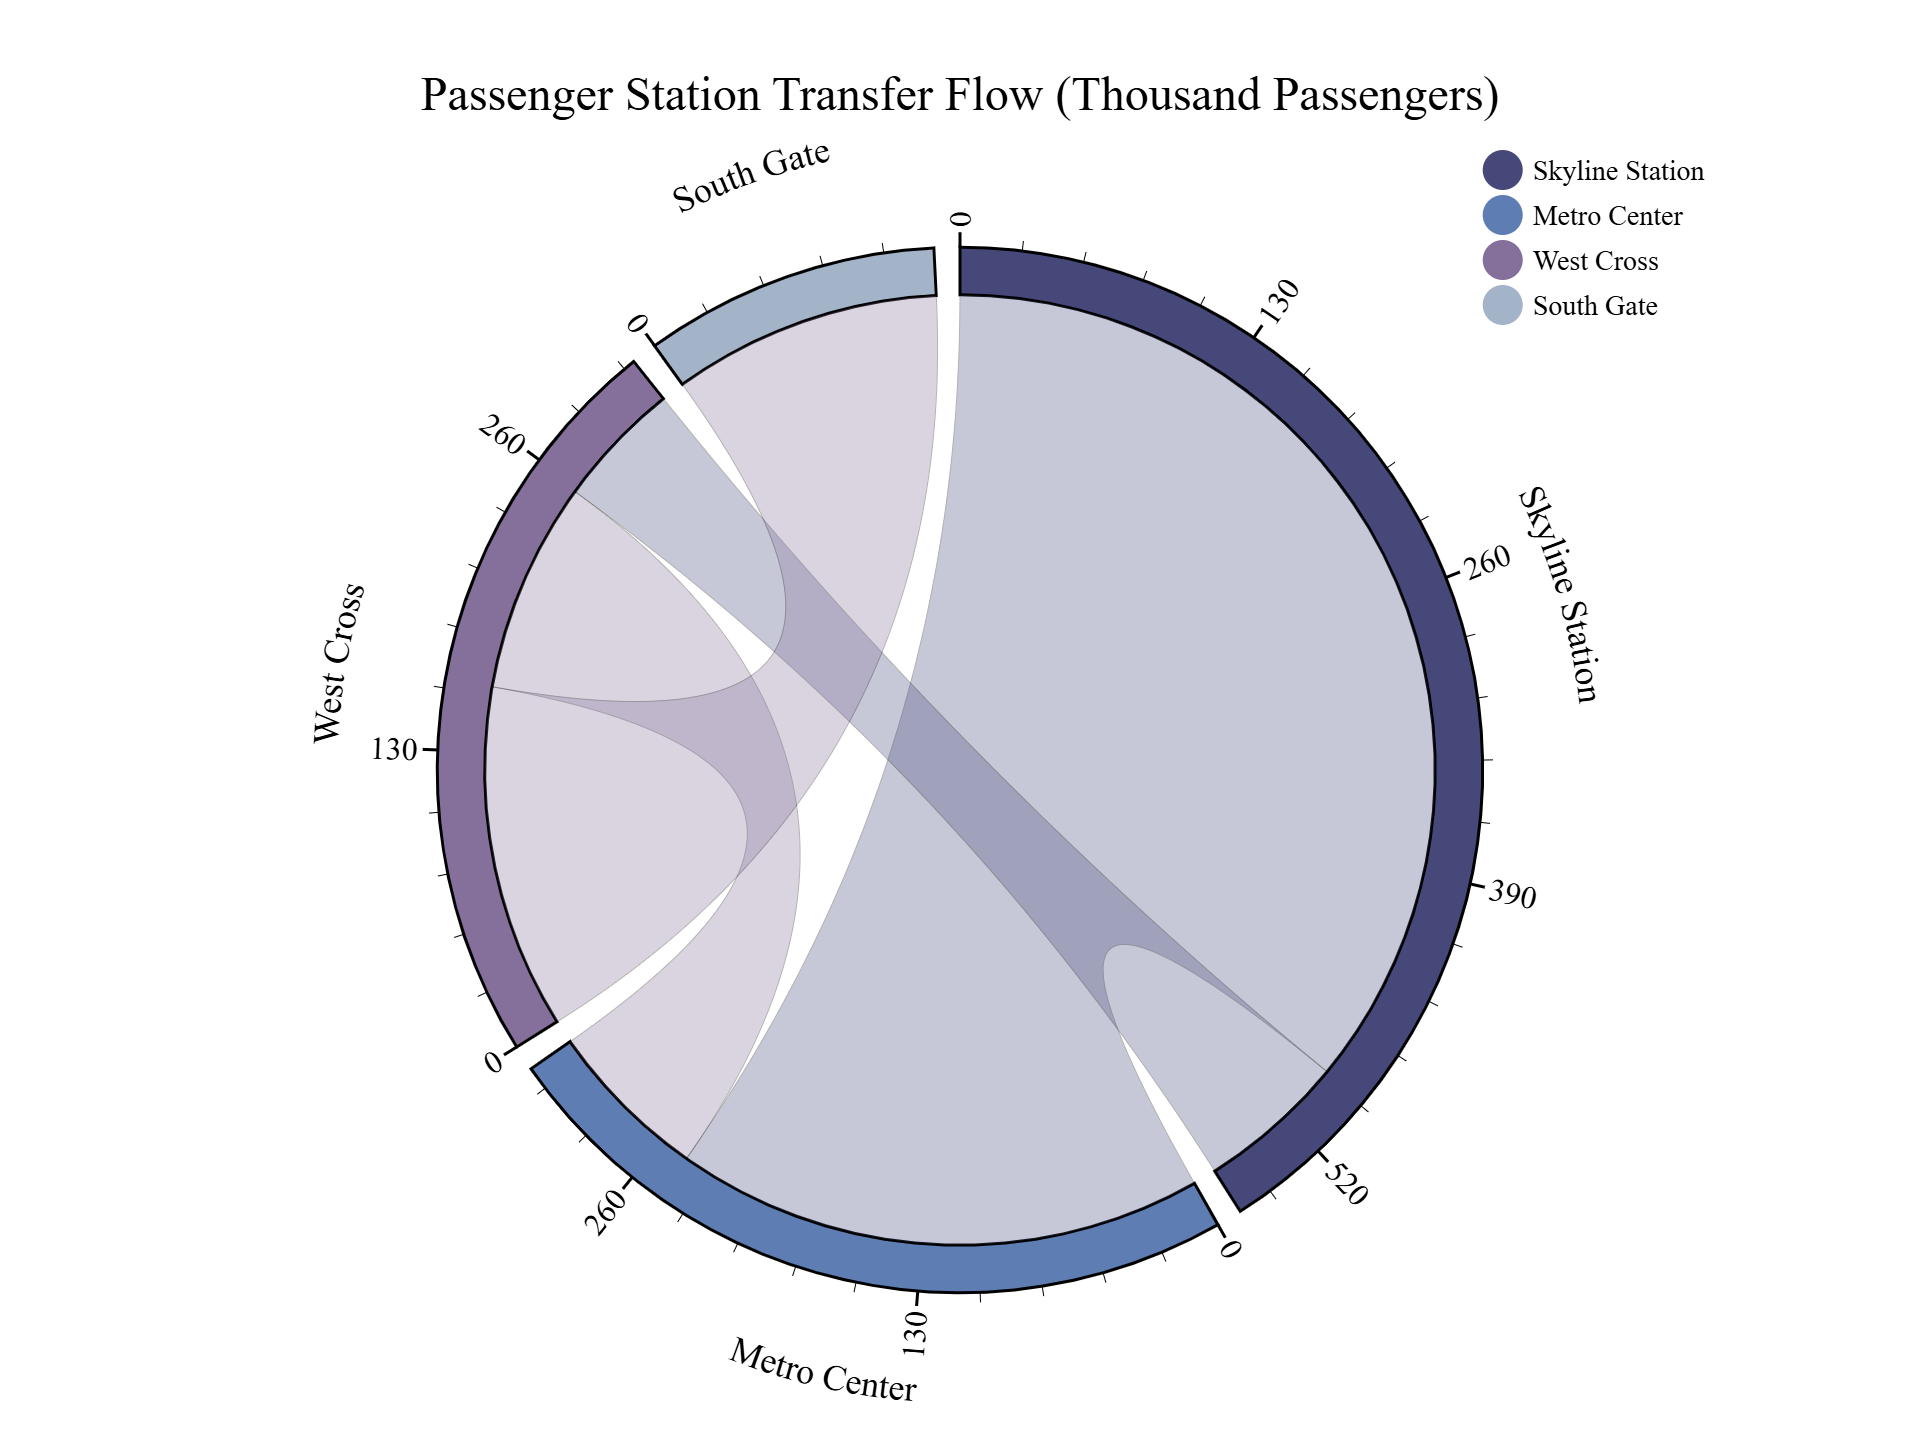 Passenger Station Transfer Flow (Thousand Passengers)
Skyline Station
Metro Center
West Cross
South Gate
South Gate
0
130
260
Skyline Station
390
520
0
130
260
Metro Center
0
130
260
West Cross
0